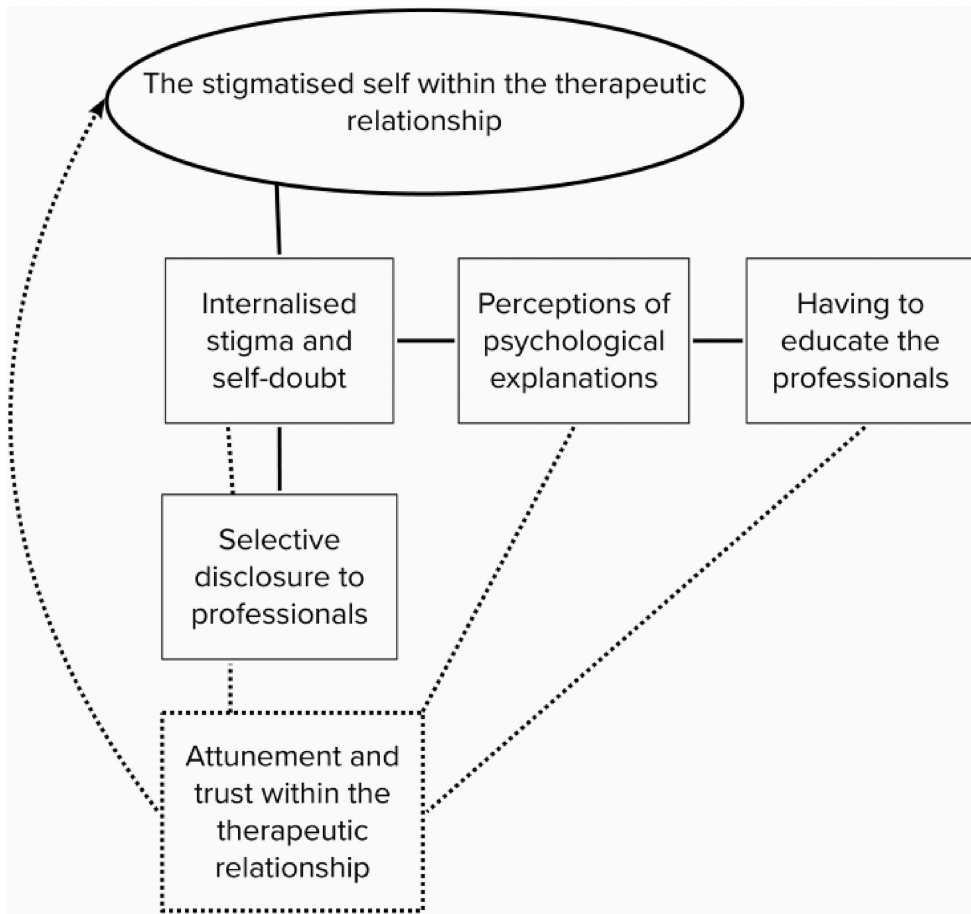 The stigmatised self within the therapeutic
relationship
Internalised
stigma and
self-doubt
Perceptions of
psychological
explanations
Having to
educate the
professionals
Selective
disclosure to
professionals
Attunement and
trust within the
therapeutic
relationship